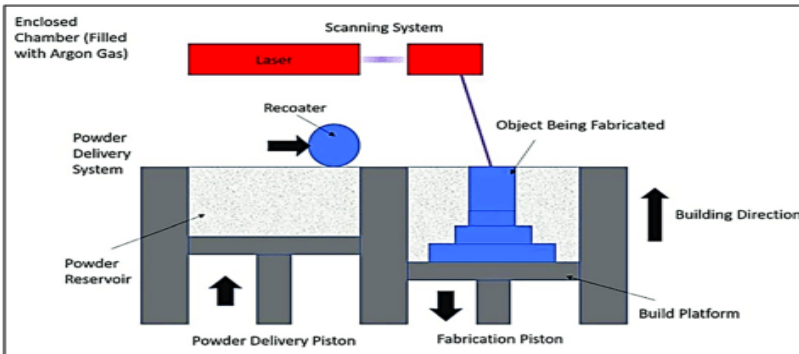 Enclosed
Chamber (Filled
with Argon Gas)
Scanning System
Laser
Recoater
Object Being Fabricated
Powder
Delivery
System
Building Direction
Powder
Reservoir
Build Platform
Powder Delivery Piston
Fabrication Piston